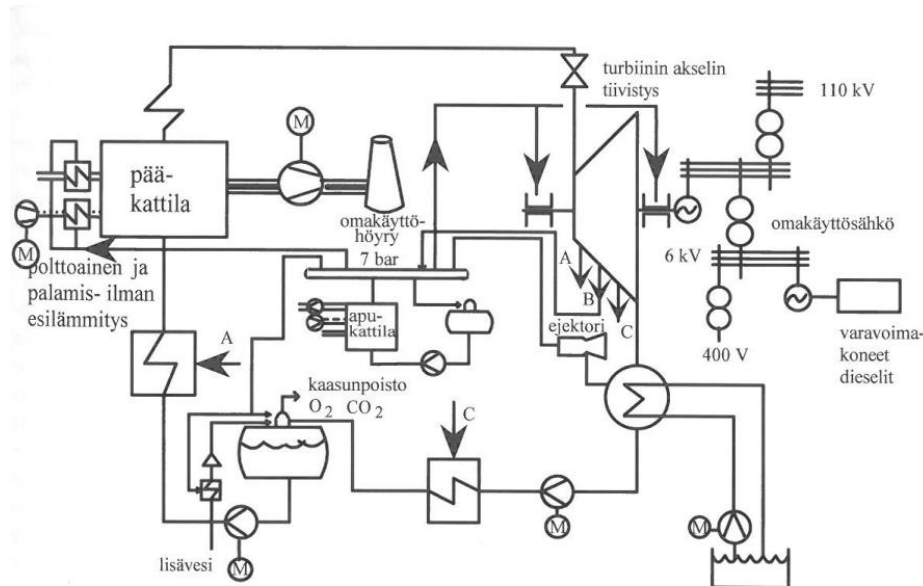 turbiinin akselin
tiivistys
110 kV
M
pää-
kattila
omakäyttö-
höyry
7 bar
omakäyttösähkö
6 kV
M
polttoainen ja
palamis- ilman
esilämmitys
A
B
C
apu-
kattila
ejektori
400 V
varavoima-
koneet
dieselit
A
kaasunpoisto
O2 CO2
C
M
M
M
lisävesi